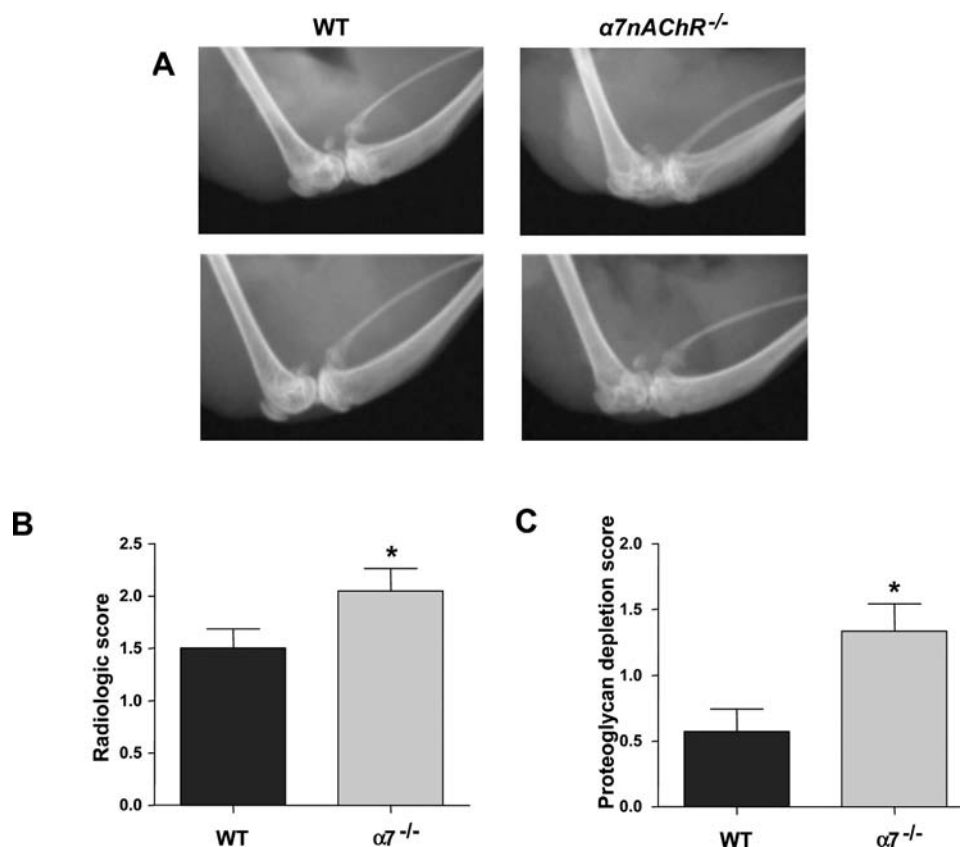 WT α7nAChR-/-
A
B
Radiologic score
2.5
2.0
1.5
1.0
0.5
0.0
*
WT α7-/-
C
Proteoglycan depletion score
2.0
1.5
1.0
0.5
0.0
*
WT α7-/-